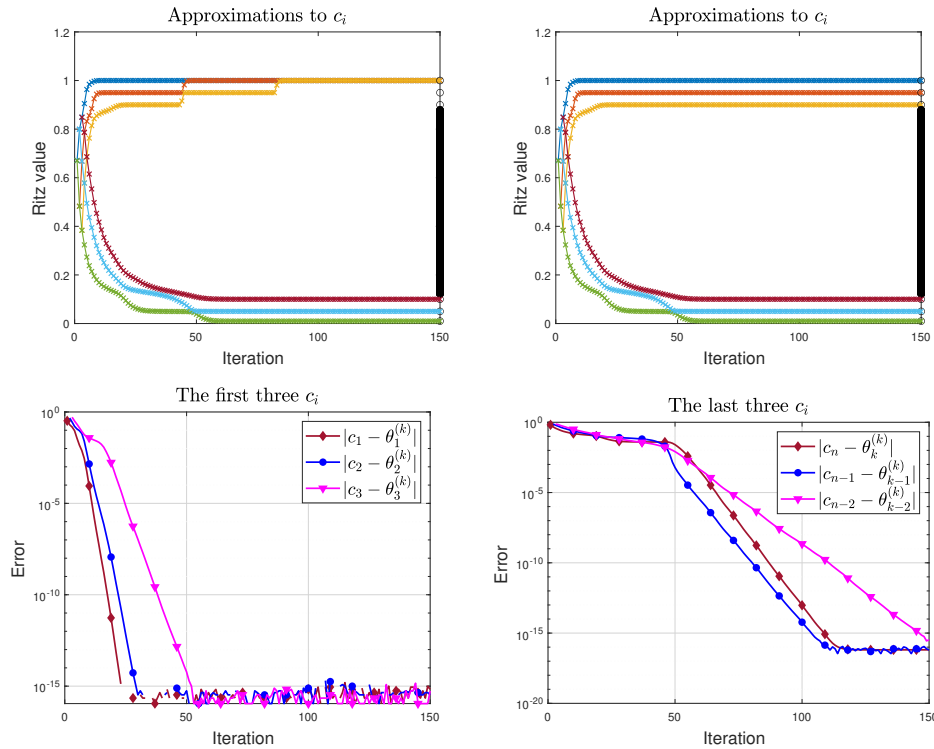 Approximations to c_i
1.2
1
0.8
0.6
0.4
0.2
0
0
50
100
150
Ritz value
Iteration
Approximations to c_i
1.2
1
0.8
0.6
0.4
0.2
0
0
50
100
150
Ritz value
Iteration
The first three c_i
10^0
10^-5
10^-10
10^-15
0
50
100
150
Error
Iteration
|c_1 − θ_1^(k)|
|c_2 − θ_2^(k)|
|c_3 − θ_3^(k)|
The last three c_i
10^0
10^-5
10^-10
10^-15
10^-20
0
50
100
150
Error
Iteration
|c_n − θ_k^(k)|
|c_{n−1} − θ_{k−1}^(k)|
|c_{n−2} − θ_{k−2}^(k)|